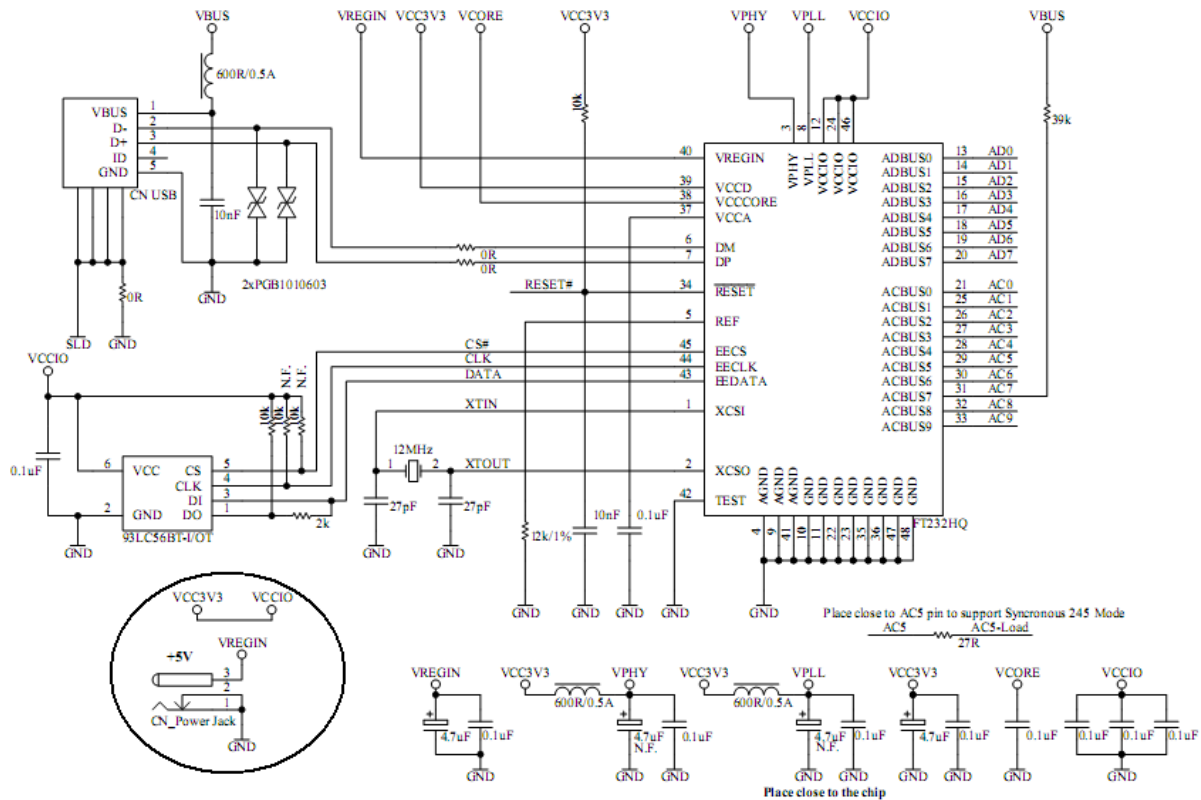 VBUS VREGIN VCC3V3 VCORE VCC3V3 VPHY VPLL VCCIO VBUS
600R/0.5A
10k
39k
VBUS 1
D- 2
D+ 3
ID 4
GND 5
CN USB
10nF
2xPGB1010603
0R
SLD GND GND
0R
0R
RESET#
3 8 12 24 46
VPHY VPLL VCCIO VCCIO VCCIO
40 VREGIN
39 VCCD
38 VCCCORE
37 VCCA
6 DM
7 DP
34 RESET
5 REF
CS# 45 EECS
CLK 44 EECLK
DATA 43 EEDATA
XTIN 1 XCSI
XTOUT 2 XCSO
42 TEST
ADBUS0 13 AD0
ADBUS1 14 AD1
ADBUS2 15 AD2
ADBUS3 16 AD3
ADBUS4 17 AD4
ADBUS5 18 AD5
ADBUS6 19 AD6
ADBUS7 20 AD7
ACBUS0 21 AC0
ACBUS1 25 AC1
ACBUS2 26 AC2
ACBUS3 27 AC3
ACBUS4 28 AC4
ACBUS5 29 AC5
ACBUS6 30 AC6
ACBUS7 31 AC7
ACBUS8 32 AC8
ACBUS9 33 AC9
AGND AGND AGND GND GND GND GND GND GND GND GND
4 9 41 10 11 22 23 35 36 47 48
FT232HQ
GND
VCCIO
N.F. N.F.
10k 10k 10k
0.1uF
6 VCC CS 5
CLK 4
DI 3
2 GND DO 1
2k
93LC56BT-I/OT
GND
12MHz
1 2
27pF 27pF
GND GND
12k/1% 10nF 0.1uF
GND GND GND GND
VCC3V3 VCCIO
VREGIN
+5V
3
2
1
CN_Power Jack
GND
Place close to AC5 pin to support Syncronous 245 Mode
AC5 AC5-Load
27R
VREGIN
+
4.7uF 0.1uF
GND
VCC3V3 VPHY
600R/0.5A
+
4.7uF 0.1uF
N.F.
GND GND
VCC3V3 VPLL
600R/0.5A
+
4.7uF 0.1uF
N.F.
GND GND
VCC3V3
+
4.7uF 0.1uF
GND GND
VCORE
0.1uF
GND
VCCIO
0.1uF 0.1uF 0.1uF
GND
Place close to the chip